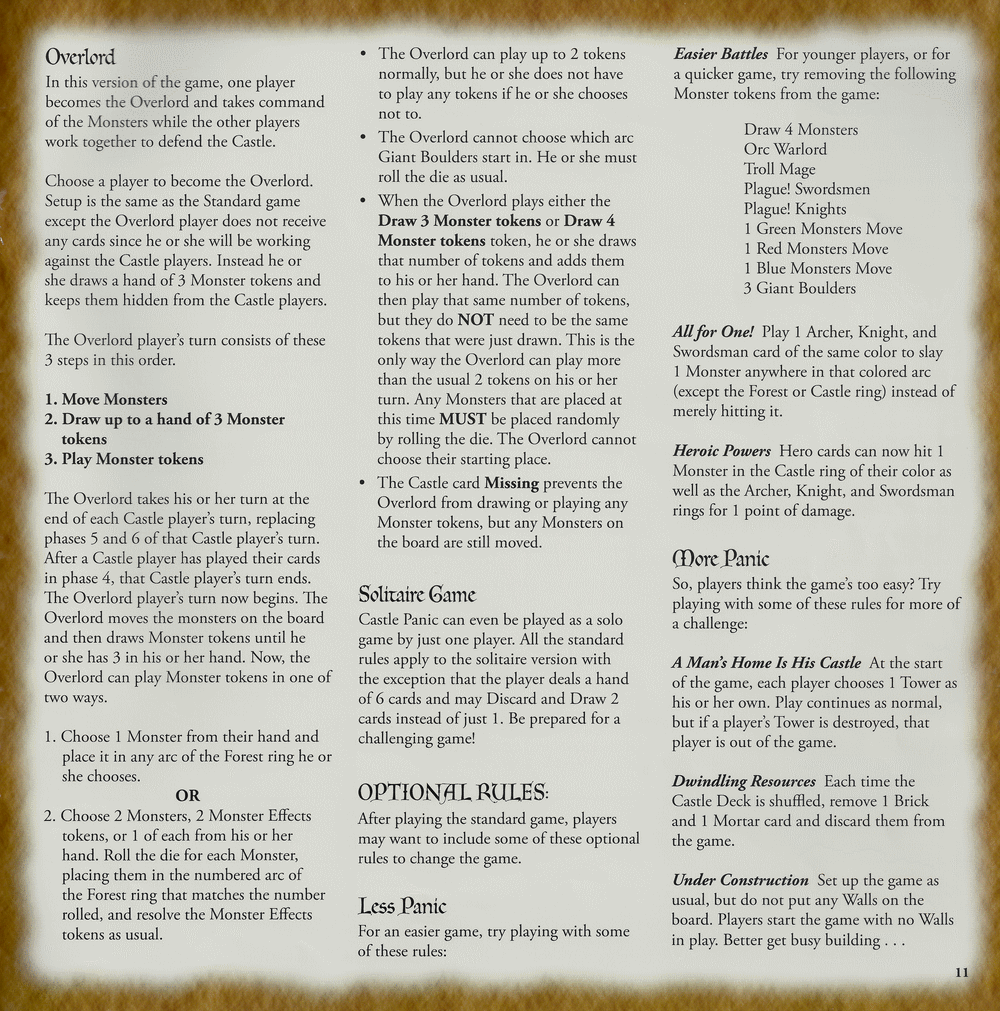 Overlord
In this version of the game, one player
becomes the Overlord and takes command
of the Monsters while the other players
work together to defend the Castle.
Choose a player to become the Overlord.
Setup is the same as the Standard game
except the Overlord player does not receive
any cards since he or she will be working
against the Castle players. Instead he or
she draws a hand of 3 Monster tokens and
keeps them hidden from the Castle players.
The Overlord player's turn consists of these
3 steps in this order.
1. Move Monsters
2. Draw up to a hand of 3 Monster
tokens
3. Play Monster tokens
The Overlord takes his or her turn at the
end of each Castle player's turn, replacing
phases 5 and 6 of that Castle player's turn.
After a Castle player has played their cards
in phase 4, that Castle player's turn ends.
The Overlord player's turn now begins. The
Overlord moves the monsters on the board
and then draws Monster tokens until he
or she has 3 in his or her hand. Now, the
Overlord can play Monster tokens in one of
two ways.
1. Choose 1 Monster from their hand and
place it in any arc of the Forest ring he or
she chooses.
OR
2. Choose 2 Monsters, 2 Monster Effects
tokens, or 1 of each from his or her
hand. Roll the die for each Monster,
placing them in the numbered arc of
the Forest ring that matches the number
rolled, and resolve the Monster Effects
tokens as usual.
• The Overlord can play up to 2 tokens
normally, but he or she does not have
to play any tokens if he or she chooses
not to.
• The Overlord cannot choose which arc
Giant Boulders start in. He or she must
roll the die as usual.
• When the Overlord plays either the
Draw 3 Monster tokens or Draw 4
Monster tokens token, he or she draws
that number of tokens and adds them
to his or her hand. The Overlord can
then play that same number of tokens,
but they do NOT need to be the same
tokens that were just drawn. This is the
only way the Overlord can play more
than the usual 2 tokens on his or her
turn. Any Monsters that are placed at
this time MUST be placed randomly
by rolling the die. The Overlord cannot
choose their starting place.
• The Castle card Missing prevents the
Overlord from drawing or playing any
Monster tokens, but any Monsters on
the board are still moved.
Solitaire Game
Castle Panic can even be played as a solo
game by just one player. All the standard
rules apply to the solitaire version with
the exception that the player deals a hand
of 6 cards and may Discard and Draw 2
cards instead of just 1. Be prepared for a
challenging game!
OPTIONAL RULES:
After playing the standard game, players
may want to include some of these optional
rules to change the game.
Less Panic
For an easier game, try playing with some
of these rules:
Easier Battles For younger players, or for
a quicker game, try removing the following
Monster tokens from the game:
Draw 4 Monsters
Orc Warlord
Troll Mage
Plague! Swordsmen
Plague! Knights
1 Green Monsters Move
1 Red Monsters Move
1 Blue Monsters Move
3 Giant Boulders
All for One! Play 1 Archer, Knight, and
Swordsman card of the same color to slay
1 Monster anywhere in that colored arc
(except the Forest or Castle ring) instead of
merely hitting it.
Heroic Powers Hero cards can now hit 1
Monster in the Castle ring of their color as
well as the Archer, Knight, and Swordsman
rings for 1 point of damage.
More Panic
So, players think the game's too easy? Try
playing with some of these rules for more of
a challenge:
A Man's Home Is His Castle At the start
of the game, each player chooses 1 Tower as
his or her own. Play continues as normal,
but if a player's Tower is destroyed, that
player is out of the game.
Dwindling Resources Each time the
Castle Deck is shuffled, remove 1 Brick
and 1 Mortar card and discard them from
the game.
Under Construction Set up the game as
usual, but do not put any Walls on the
board. Players start the game with no Walls
in play. Better get busy building . . .
11